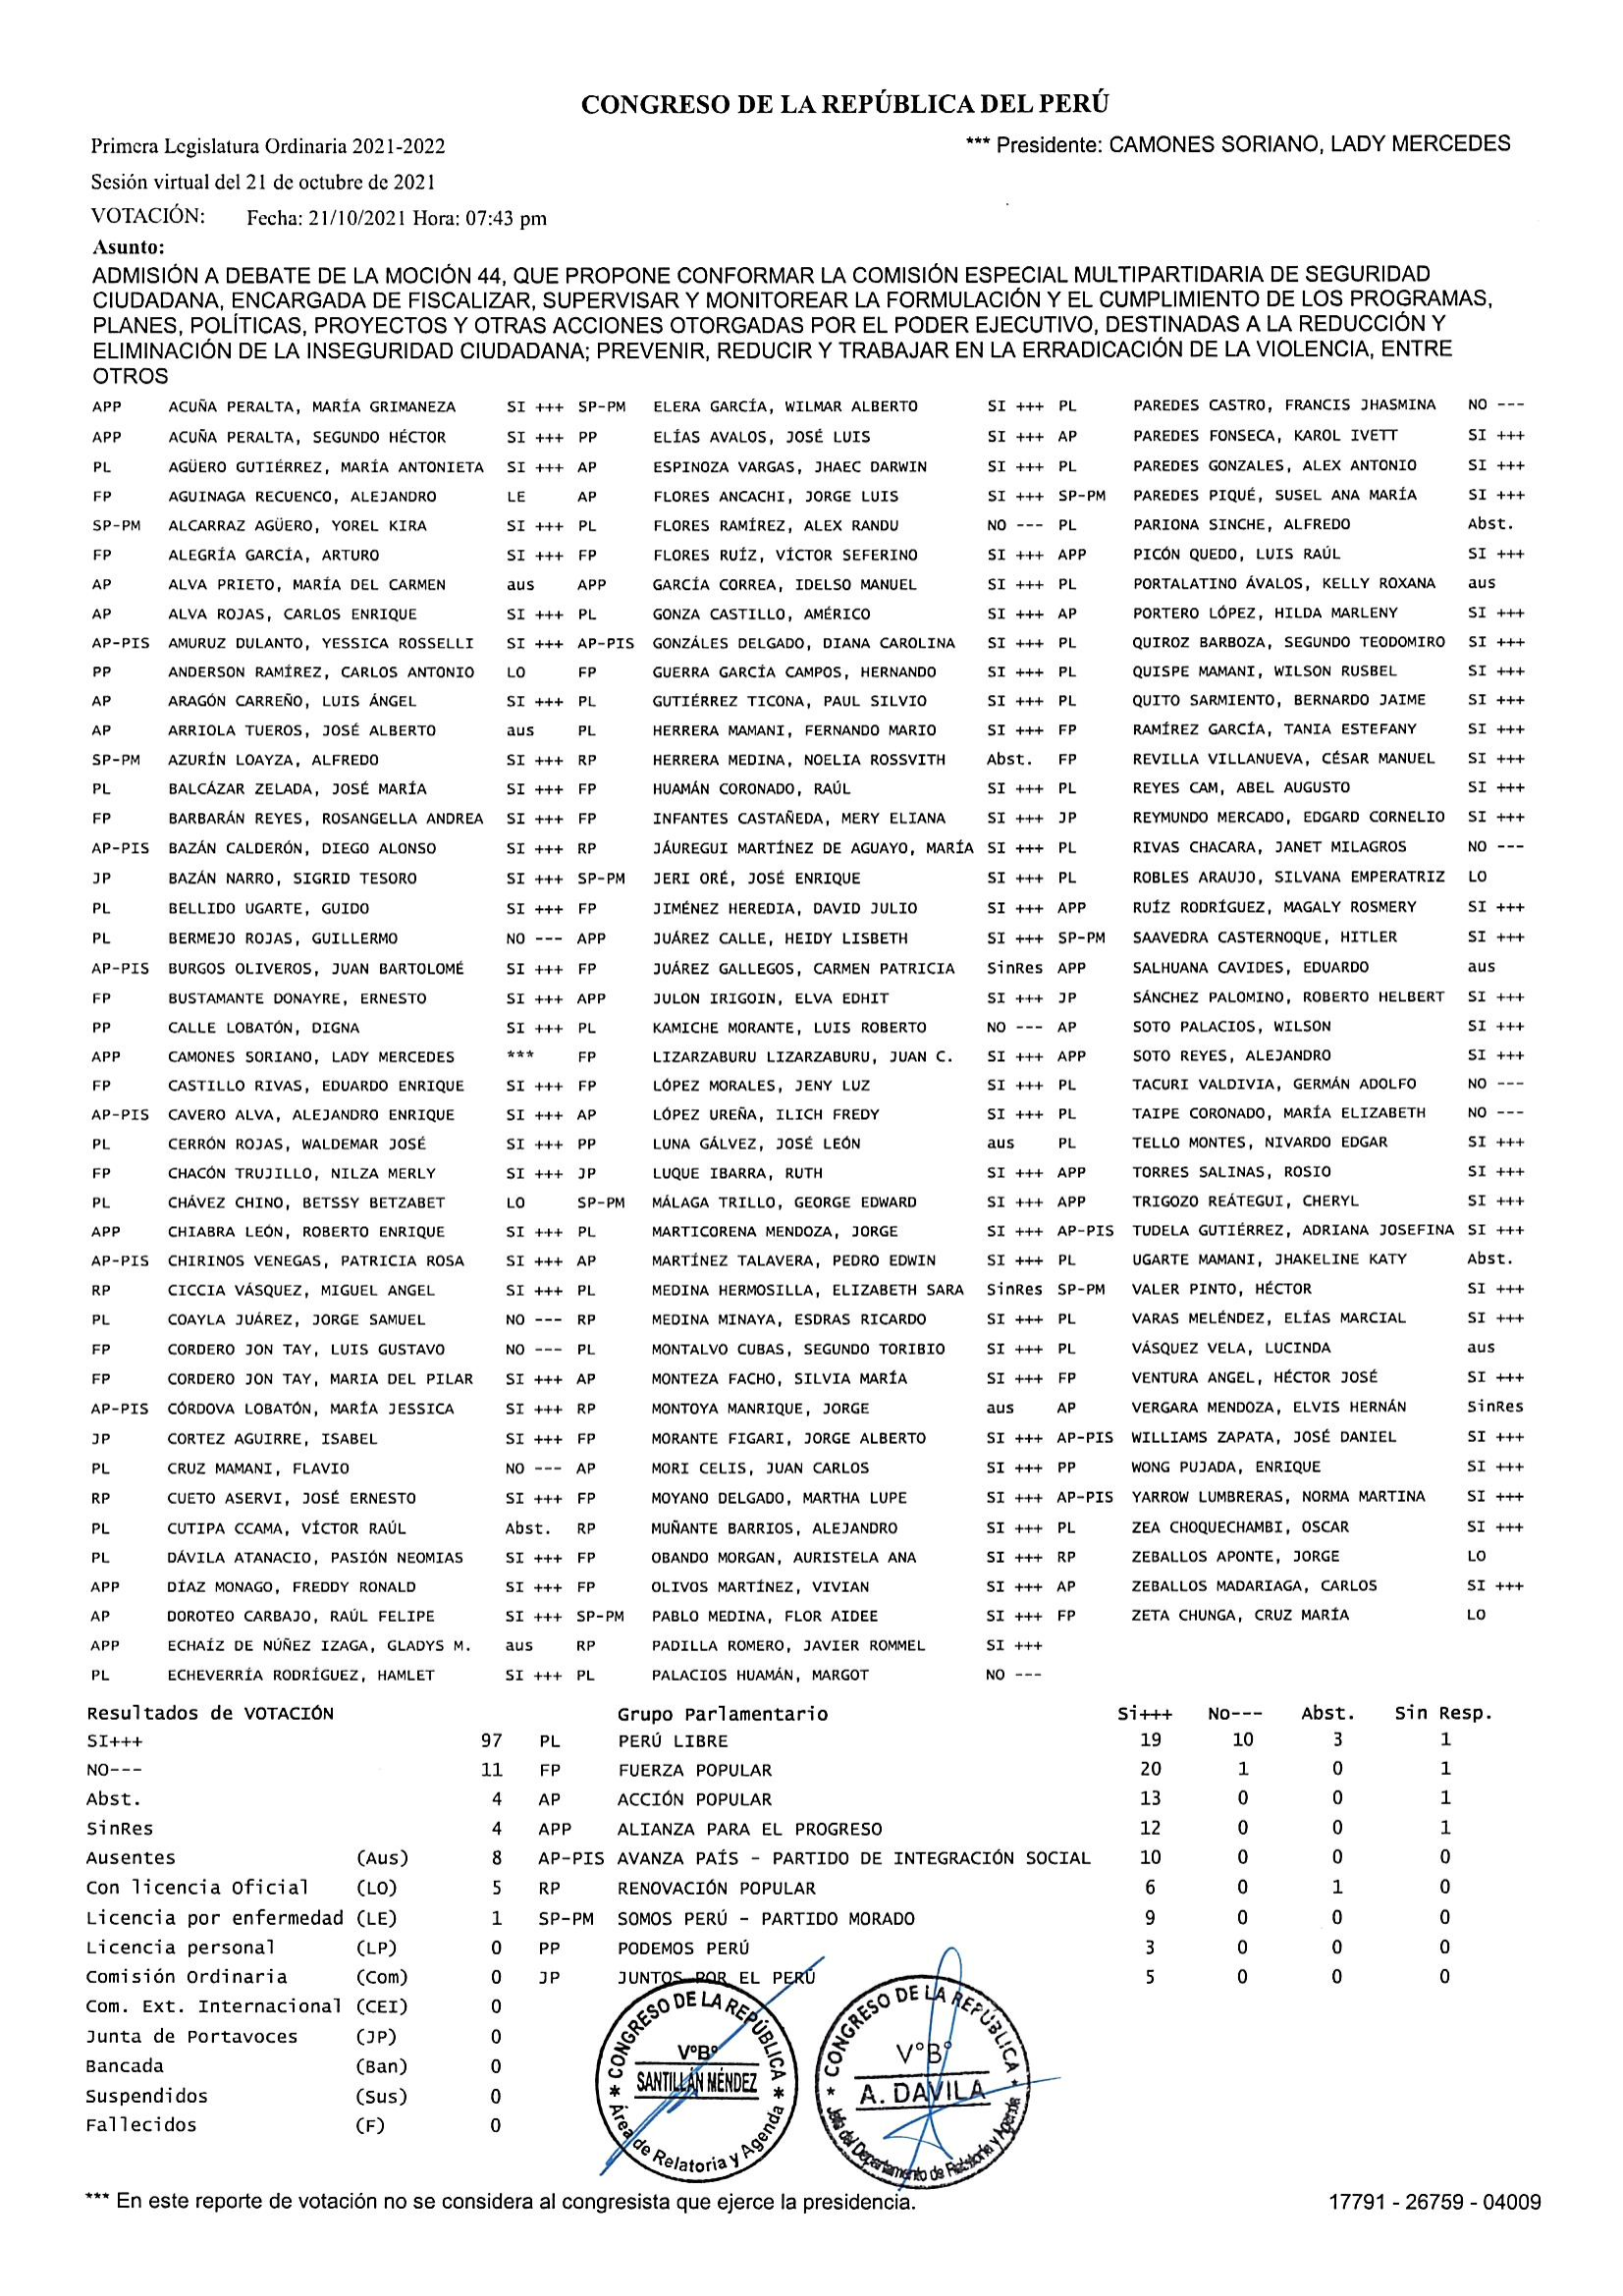 CONGRESO DE LA REPÚBLICA DEL PERÚ
Primera Legislatura Ordinaria 2021-2022 *** Presidente: CAMONES SORIANO, LADY MERCEDES
Sesión virtual del 21 de octubre de 2021
VOTACIÓN: Fecha: 21/10/2021 Hora: 07:43 pm
Asunto:
ADMISIÓN A DEBATE DE LA MOCIÓN 44, QUE PROPONE CONFORMAR LA COMISIÓN ESPECIAL MULTIPARTIDARIA DE SEGURIDAD
CIUDADANA, ENCARGADA DE FISCALIZAR, SUPERVISAR Y MONITOREAR LA FORMULACIÓN Y EL CUMPLIMIENTO DE LOS PROGRAMAS,
PLANES, POLÍTICAS, PROYECTOS Y OTRAS ACCIONES OTORGADAS POR EL PODER EJECUTIVO, DESTINADAS A LA REDUCCIÓN Y
ELIMINACIÓN DE LA INSEGURIDAD CIUDADANA; PREVENIR, REDUCIR Y TRABAJAR EN LA ERRADICACIÓN DE LA VIOLENCIA, ENTRE
OTROS
APP ACUÑA PERALTA, MARÍA GRIMANEZA SI +++ SP-PM ELERA GARCÍA, WILMAR ALBERTO SI +++ PL PAREDES CASTRO, FRANCIS JHASMINA NO ---
APP ACUÑA PERALTA, SEGUNDO HÉCTOR SI +++ PP ELÍAS AVALOS, JOSÉ LUIS SI +++ AP PAREDES FONSECA, KAROL IVETT SI +++
PL AGÜERO GUTIÉRREZ, MARÍA ANTONIETA SI +++ AP ESPINOZA VARGAS, JHAEC DARWIN SI +++ PL PAREDES GONZALES, ALEX ANTONIO SI +++
FP AGUINAGA RECUENCO, ALEJANDRO LE AP FLORES ANCACHI, JORGE LUIS SI +++ SP-PM PAREDES PIQUÉ, SUSEL ANA MARÍA SI +++
SP-PM ALCARRAZ AGÜERO, YOREL KIRA SI +++ PL FLORES RAMÍREZ, ALEX RANDU NO --- PL PARIONA SINCHE, ALFREDO Abst.
FP ALEGRÍA GARCÍA, ARTURO SI +++ FP FLORES RUÍZ, VÍCTOR SEFERINO SI +++ APP PICÓN QUEDO, LUIS RAÚL SI +++
AP ALVA PRIETO, MARÍA DEL CARMEN aus APP GARCÍA CORREA, IDELSO MANUEL SI +++ PL PORTALATINO ÁVALOS, KELLY ROXANA aus
AP ALVA ROJAS, CARLOS ENRIQUE SI +++ PL GONZA CASTILLO, AMÉRICO SI +++ AP PORTERO LÓPEZ, HILDA MARLENY SI +++
AP-PIS AMURUZ DULANTO, YESSICA ROSSELLI SI +++ AP-PIS GONZÁLES DELGADO, DIANA CAROLINA SI +++ PL QUIROZ BARBOZA, SEGUNDO TEODOMIRO SI +++
PP ANDERSON RAMÍREZ, CARLOS ANTONIO LO FP GUERRA GARCÍA CAMPOS, HERNANDO SI +++ PL QUISPE MAMANI, WILSON RUSBEL SI +++
AP ARAGÓN CARREÑO, LUIS ÁNGEL SI +++ PL GUTIÉRREZ TICONA, PAUL SILVIO SI +++ PL QUITO SARMIENTO, BERNARDO JAIME SI +++
AP ARRIOLA TUEROS, JOSÉ ALBERTO aus PL HERRERA MAMANI, FERNANDO MARIO SI +++ FP RAMÍREZ GARCÍA, TANIA ESTEFANY SI +++
SP-PM AZURÍN LOAYZA, ALFREDO SI +++ RP HERRERA MEDINA, NOELIA ROSSVITH Abst. FP REVILLA VILLANUEVA, CÉSAR MANUEL SI +++
PL BALCÁZAR ZELADA, JOSÉ MARÍA SI +++ FP HUAMÁN CORONADO, RAÚL SI +++ PL REYES CAM, ABEL AUGUSTO SI +++
FP BARBARÁN REYES, ROSANGELLA ANDREA SI +++ FP INFANTES CASTAÑEDA, MERY ELIANA SI +++ JP REYMUNDO MERCADO, EDGARD CORNELIO SI +++
AP-PIS BAZÁN CALDERÓN, DIEGO ALONSO SI +++ RP JÁUREGUI MARTÍNEZ DE AGUAYO, MARÍA SI +++ PL RIVAS CHACARA, JANET MILAGROS NO ---
JP BAZÁN NARRO, SIGRID TESORO SI +++ SP-PM JERI ORÉ, JOSÉ ENRIQUE SI +++ PL ROBLES ARAUJO, SILVANA EMPERATRIZ LO
PL BELLIDO UGARTE, GUIDO SI +++ FP JIMÉNEZ HEREDIA, DAVID JULIO SI +++ APP RUÍZ RODRÍGUEZ, MAGALY ROSMERY SI +++
PL BERMEJO ROJAS, GUILLERMO NO --- APP JUÁREZ CALLE, HEIDY LISBETH SI +++ SP-PM SAAVEDRA CASTERNOQUE, HITLER SI +++
AP-PIS BURGOS OLIVEROS, JUAN BARTOLOMÉ SI +++ FP JUÁREZ GALLEGOS, CARMEN PATRICIA SinRes APP SALHUANA CAVIDES, EDUARDO aus
FP BUSTAMANTE DONAYRE, ERNESTO SI +++ APP JULON IRIGOIN, ELVA EDHIT SI +++ JP SÁNCHEZ PALOMINO, ROBERTO HELBERT SI +++
PP CALLE LOBATÓN, DIGNA SI +++ PL KAMICHE MORANTE, LUIS ROBERTO NO --- AP SOTO PALACIOS, WILSON SI +++
APP CAMONES SORIANO, LADY MERCEDES *** FP LIZARZABURU LIZARZABURU, JUAN C. SI +++ APP SOTO REYES, ALEJANDRO SI +++
FP CASTILLO RIVAS, EDUARDO ENRIQUE SI +++ FP LÓPEZ MORALES, JENY LUZ SI +++ PL TACURI VALDIVIA, GERMÁN ADOLFO NO ---
AP-PIS CAVERO ALVA, ALEJANDRO ENRIQUE SI +++ AP LÓPEZ UREÑA, ILICH FREDY SI +++ PL TAIPE CORONADO, MARÍA ELIZABETH NO ---
PL CERRÓN ROJAS, WALDEMAR JOSÉ SI +++ PP LUNA GÁLVEZ, JOSÉ LEÓN aus PL TELLO MONTES, NIVARDO EDGAR SI +++
FP CHACÓN TRUJILLO, NILZA MERLY SI +++ JP LUQUE IBARRA, RUTH SI +++ APP TORRES SALINAS, ROSIO SI +++
PL CHÁVEZ CHINO, BETSSY BETZABET LO SP-PM MÁLAGA TRILLO, GEORGE EDWARD SI +++ APP TRIGOZO REÁTEGUI, CHERYL SI +++
APP CHIABRA LEÓN, ROBERTO ENRIQUE SI +++ PL MARTICORENA MENDOZA, JORGE SI +++ AP-PIS TUDELA GUTIÉRREZ, ADRIANA JOSEFINA SI +++
AP-PIS CHIRINOS VENEGAS, PATRICIA ROSA SI +++ AP MARTÍNEZ TALAVERA, PEDRO EDWIN SI +++ PL UGARTE MAMANI, JHAKELINE KATY Abst.
RP CICCIA VÁSQUEZ, MIGUEL ANGEL SI +++ PL MEDINA HERMOSILLA, ELIZABETH SARA SinRes SP-PM VALER PINTO, HÉCTOR SI +++
PL COAYLA JUÁREZ, JORGE SAMUEL NO --- RP MEDINA MINAYA, ESDRAS RICARDO SI +++ PL VARAS MELÉNDEZ, ELÍAS MARCIAL SI +++
FP CORDERO JON TAY, LUIS GUSTAVO NO --- PL MONTALVO CUBAS, SEGUNDO TORIBIO SI +++ PL VÁSQUEZ VELA, LUCINDA aus
FP CORDERO JON TAY, MARIA DEL PILAR SI +++ AP MONTEZA FACHO, SILVIA MARÍA SI +++ FP VENTURA ANGEL, HÉCTOR JOSÉ SI +++
AP-PIS CÓRDOVA LOBATÓN, MARÍA JESSICA SI +++ RP MONTOYA MANRIQUE, JORGE aus AP VERGARA MENDOZA, ELVIS HERNÁN SinRes
JP CORTEZ AGUIRRE, ISABEL SI +++ FP MORANTE FIGARI, JORGE ALBERTO SI +++ AP-PIS WILLIAMS ZAPATA, JOSÉ DANIEL SI +++
PL CRUZ MAMANI, FLAVIO NO --- AP MORI CELIS, JUAN CARLOS SI +++ PP WONG PUJADA, ENRIQUE SI +++
RP CUETO ASERVI, JOSÉ ERNESTO SI +++ FP MOYANO DELGADO, MARTHA LUPE SI +++ AP-PIS YARROW LUMBRERAS, NORMA MARTINA SI +++
PL CUTIPA CCAMA, VÍCTOR RAÚL Abst. RP MUÑANTE BARRIOS, ALEJANDRO SI +++ PL ZEA CHOQUECHAMBI, OSCAR SI +++
PL DÁVILA ATANACIO, PASIÓN NEOMIAS SI +++ FP OBANDO MORGAN, AURISTELA ANA SI +++ RP ZEBALLOS APONTE, JORGE LO
APP DÍAZ MONAGO, FREDDY RONALD SI +++ FP OLIVOS MARTÍNEZ, VIVIAN SI +++ AP ZEBALLOS MADARIAGA, CARLOS SI +++
AP DOROTEO CARBAJO, RAÚL FELIPE SI +++ SP-PM PABLO MEDINA, FLOR AIDEE SI +++ FP ZETA CHUNGA, CRUZ MARÍA LO
APP ECHAÍZ DE NÚÑEZ IZAGA, GLADYS M. aus RP PADILLA ROMERO, JAVIER ROMMEL SI +++
PL ECHEVERRÍA RODRÍGUEZ, HAMLET SI +++ PL PALACIOS HUAMÁN, MARGOT NO ---
Resultados de VOTACIÓN Grupo Parlamentario Si+++ No--- Abst. Sin Resp.
SI+++ 97 PL PERÚ LIBRE 19 10 3 1
NO--- 11 FP FUERZA POPULAR 20 1 0 1
Abst. 4 AP ACCIÓN POPULAR 13 0 0 1
SinRes 4 APP ALIANZA PARA EL PROGRESO 12 0 0 1
Ausentes (Aus) 8 AP-PIS AVANZA PAÍS - PARTIDO DE INTEGRACIÓN SOCIAL 10 0 0 0
Con licencia Oficial (LO) 5 RP RENOVACIÓN POPULAR 6 0 1 0
Licencia por enfermedad (LE) 1 SP-PM SOMOS PERÚ - PARTIDO MORADO 9 0 0 0
Licencia personal (LP) 0 PP PODEMOS PERÚ 3 0 0 0
Comisión Ordinaria (Com) 0 JP JUNTOS POR EL PERÚ 5 0 0 0
Com. Ext. Internacional (CEI) 0
Junta de Portavoces (JP) 0
Bancada (Ban) 0
Suspendidos (Sus) 0
Fallecidos (F) 0
* CONGRESO DE LA REPÚBLICA *
V°B°
SANTILLÁN MÉNDEZ
Área de Relatoria y Agenda
* CONGRESO DE LA REPÚBLICA *
V°B°
A. DAVILA
Jefa del Departamento de Relatoría y Agenda
*** En este reporte de votación no se considera al congresista que ejerce la presidencia. 17791 - 26759 - 04009